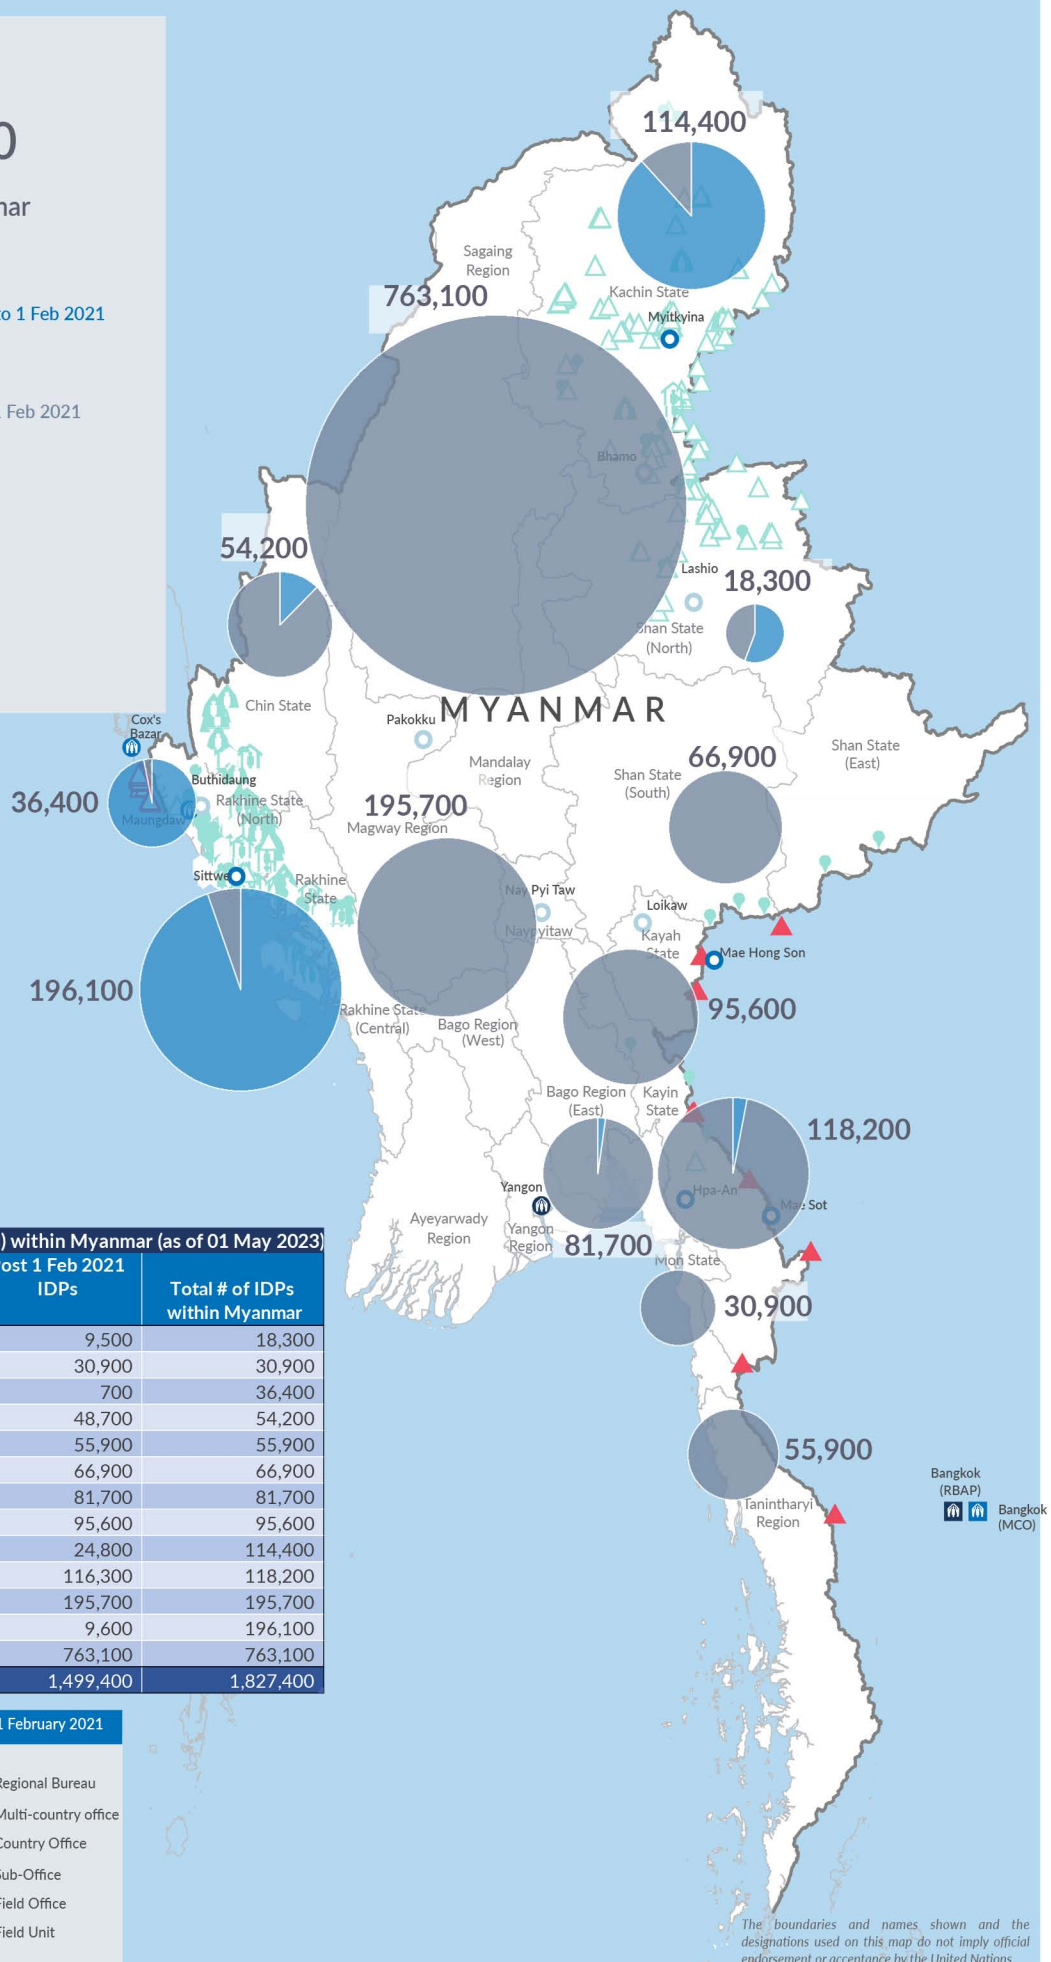 0
nar
to 1 Feb 2021
1 Feb 2021
114,400
Sagaing
Region
763,100
Kachin State
Myitkyina
Bhamo
54,200
Lashio
18,300
Shan State
(North)
MYANMAR
Chin State
Cox's
Bazar
Pakokku
Mandalay
Region
66,900
Shan State
(East)
Shan State
(South)
Buthidaung
36,400
Rakhine State
(North)
Maungdaw
195,700
Magway Region
Sittwe
Rakhine
State
Nay Pyi Taw
Naypyitaw
Loikaw
Kayah
State
Mae Hong Son
196,100
Rakhine State
(Central)
Bago Region
(West)
95,600
Bago Region
(East)
Kayin
State
118,200
Yangon
Hpa-An
Mae Sot
Ayeyarwady
Region
Yangon
Region
81,700
Mon State
30,900
55,900
Tanintharyi
Region
Bangkok
(RBAP)
Bangkok
(MCO)
) within Myanmar (as of 01 May 2023)
Post 1 Feb 2021
IDPs
Total # of IDPs
within Myanmar
9,500 18,300
30,900 30,900
700 36,400
48,700 54,200
55,900 55,900
66,900 66,900
81,700 81,700
95,600 95,600
24,800 114,400
116,300 118,200
195,700 195,700
9,600 196,100
763,100 763,100
1,499,400 1,827,400
1 February 2021
Regional Bureau
Multi-country office
Country Office
Sub-Office
Field Office
Field Unit
The boundaries and names shown and the
designations used on this map do not imply official
endorsement or acceptance by the United Nations.